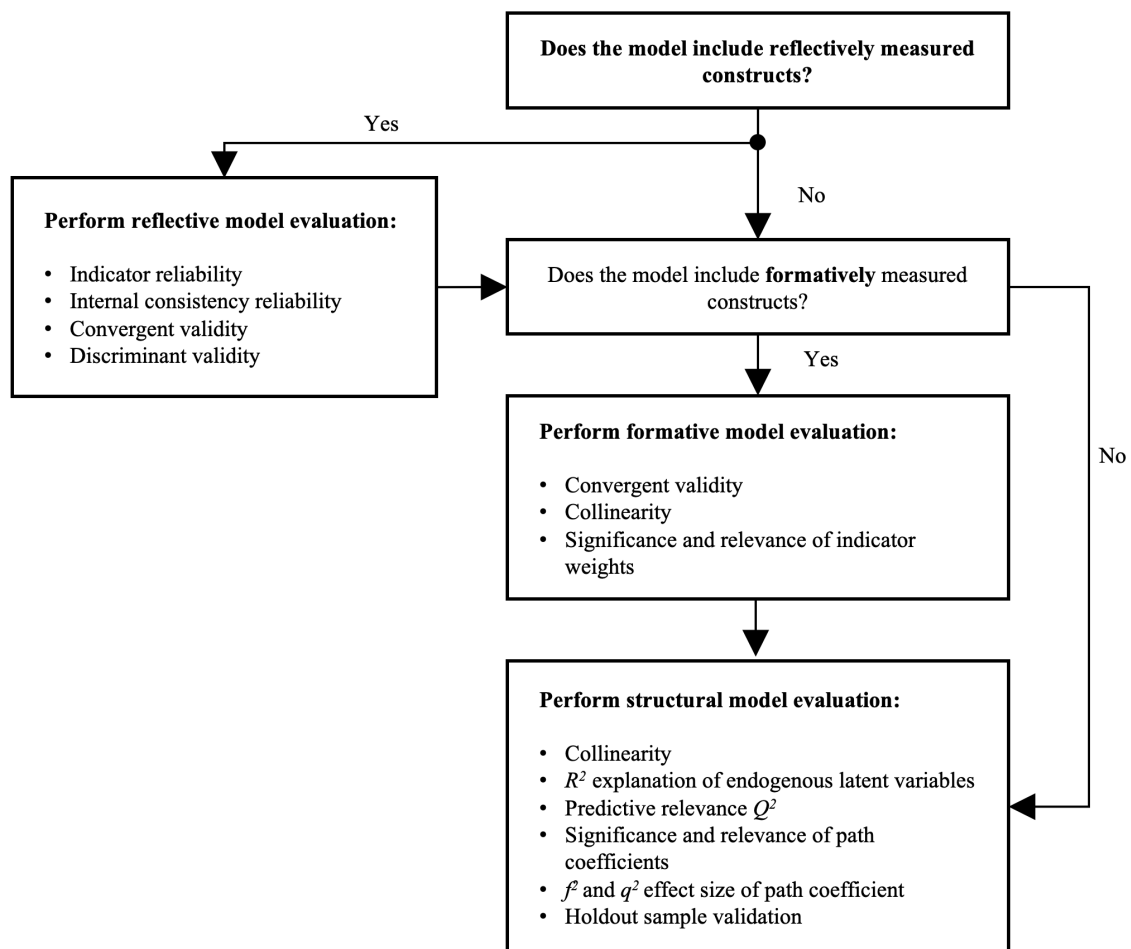 Does the model include reflectively measured
constructs?
Yes
No
Perform reflective model evaluation:
• Indicator reliability
• Internal consistency reliability
• Convergent validity
• Discriminant validity
Does the model include formatively measured
constructs?
Yes
No
Perform formative model evaluation:
• Convergent validity
• Collinearity
• Significance and relevance of indicator
weights
Perform structural model evaluation:
• Collinearity
• R² explanation of endogenous latent variables
• Predictive relevance Q²
• Significance and relevance of path
coefficients
• f² and q² effect size of path coefficient
• Holdout sample validation